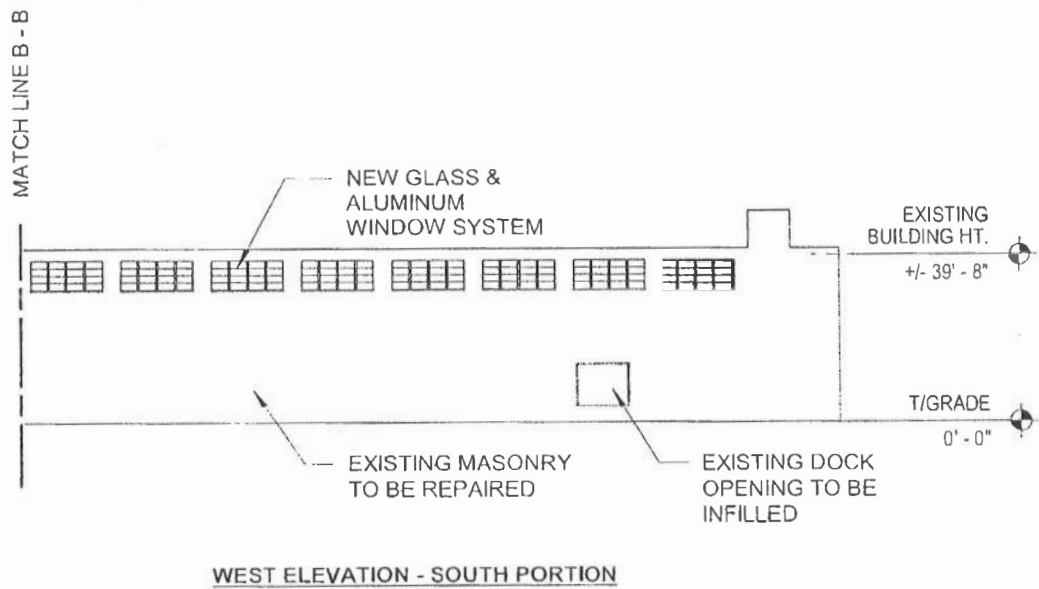 MATCH LINE B - B
NEW GLASS &
ALUMINUM
WINDOW SYSTEM
EXISTING
BUILDING HT.
+/- 39' - 8"
T/GRADE
0' - 0"
EXISTING MASONRY
TO BE REPAIRED
EXISTING DOCK
OPENING TO BE
INFILLED
WEST ELEVATION - SOUTH PORTION